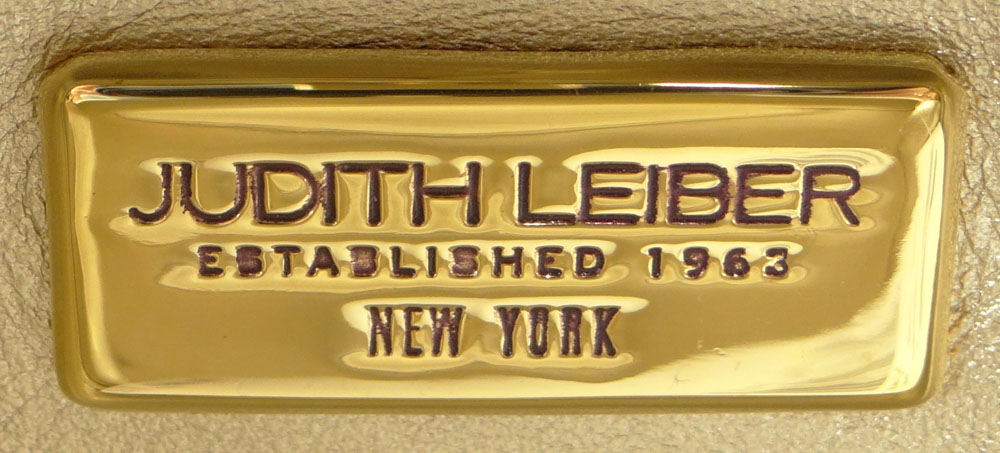 JUDITH LEIBER
ESTABLISHED 1963
NEW YORK